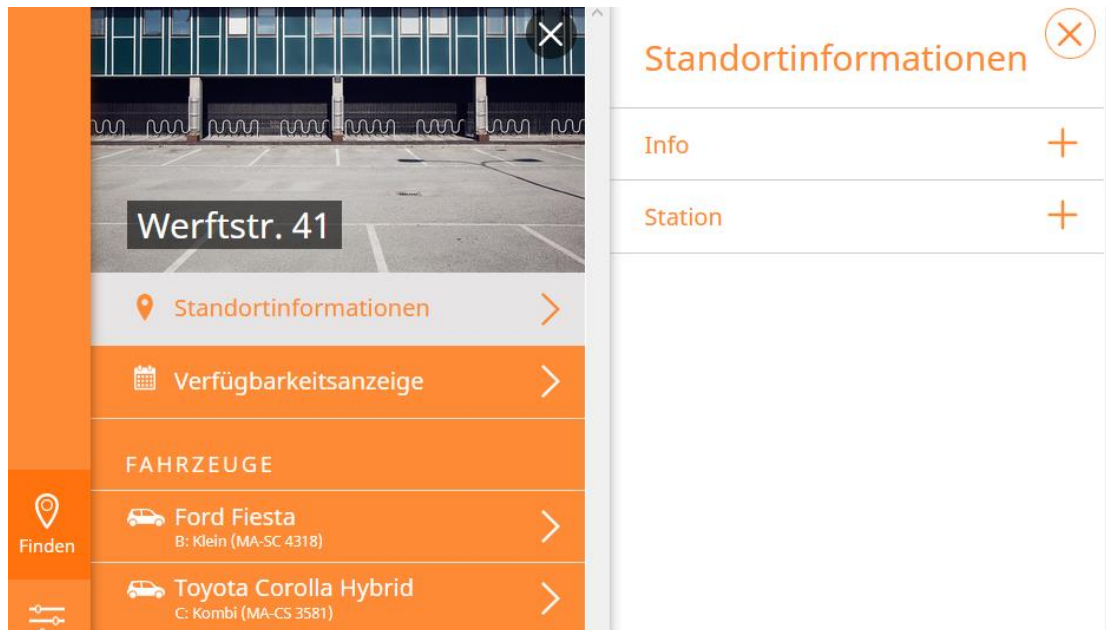 Werftstr. 41
Standortinformationen
Verfügbarkeitsanzeige
FAHRZEUGE
Ford Fiesta
B: Klein (MA-SC 4318)
Toyota Corolla Hybrid
C: Kombi (MA-CS 3581)
Finden
Standortinformationen
Info
Station